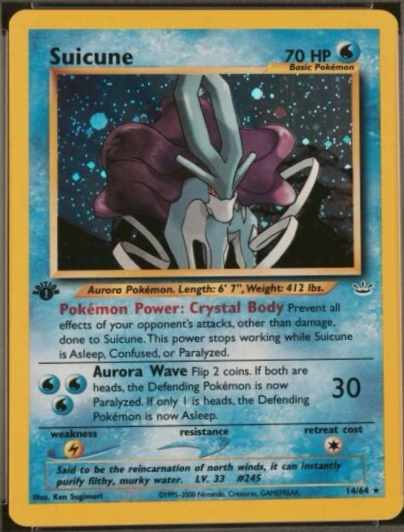 Suicune
70 HP
Basic Pokémon
Aurora Pokémon. Length: 6' 7", Weight: 412 lbs.
Pokémon Power: Crystal Body Prevent all
effects of your opponent's attacks, other than damage,
done to Suicune. This power stops working while Suicune
is Asleep, Confused, or Paralyzed.
Aurora Wave Flip 2 coins. If both are
heads, the Defending Pokémon is now
Paralyzed. If only 1 is heads, the Defending
Pokémon is now Asleep.
30
weakness resistance retreat cost
Said to be the reincarnation of north winds, it can instantly
purify filthy, murky water. LV. 33 #245
Illus. Ken Sugimori ©1995-2000 Nintendo, Creatures, GAMEFREAK. 14/64 ★